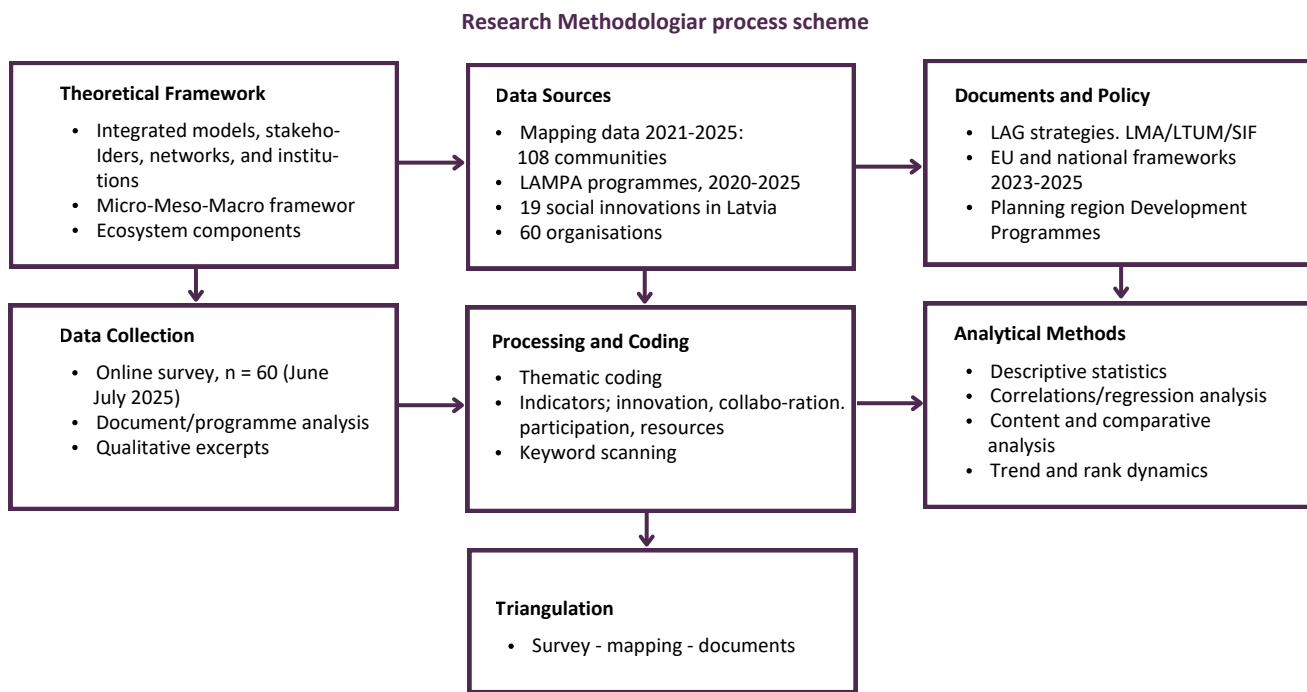 Research Methodologiar process scheme
Theoretical Framework
• Integrated models, stakeho-
lders, networks, and institu-
tions
• Micro-Meso-Macro framewor
• Ecosystem components
Data Sources
• Mapping data 2021-2025:
108 communities
• LAMPA programmes, 2020-2025
• 19 social innovations in Latvia
• 60 organisations
Documents and Policy
• LAG strategies. LMA/LTUM/SIF
• EU and national frameworks
2023-2025
• Planning region Development
Programmes
Data Collection
• Online survey, n = 60 (June
July 2025)
• Document/programme analysis
• Qualitative excerpts
Processing and Coding
• Thematic coding
• Indicators; innovation, collabo-ration.
participation, resources
• Keyword scanning
Analytical Methods
• Descriptive statistics
• Correlations/regression analysis
• Content and comparative
analysis
• Trend and rank dynamics
Triangulation
• Survey - mapping - documents